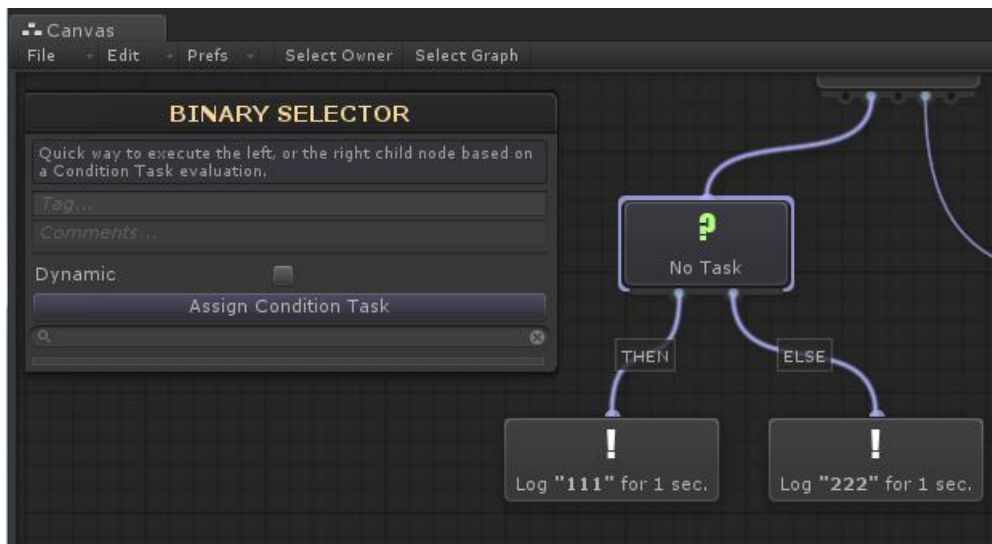 Canvas
File Edit Prefs Select Owner Select Graph
BINARY SELECTOR
Quick way to execute the left, or the right child node based on
a Condition Task evaluation.
Tag...
Comments...
Dynamic
Assign Condition Task
?
No Task
THEN ELSE
! !
Log "111" for 1 sec. Log "222" for 1 sec.